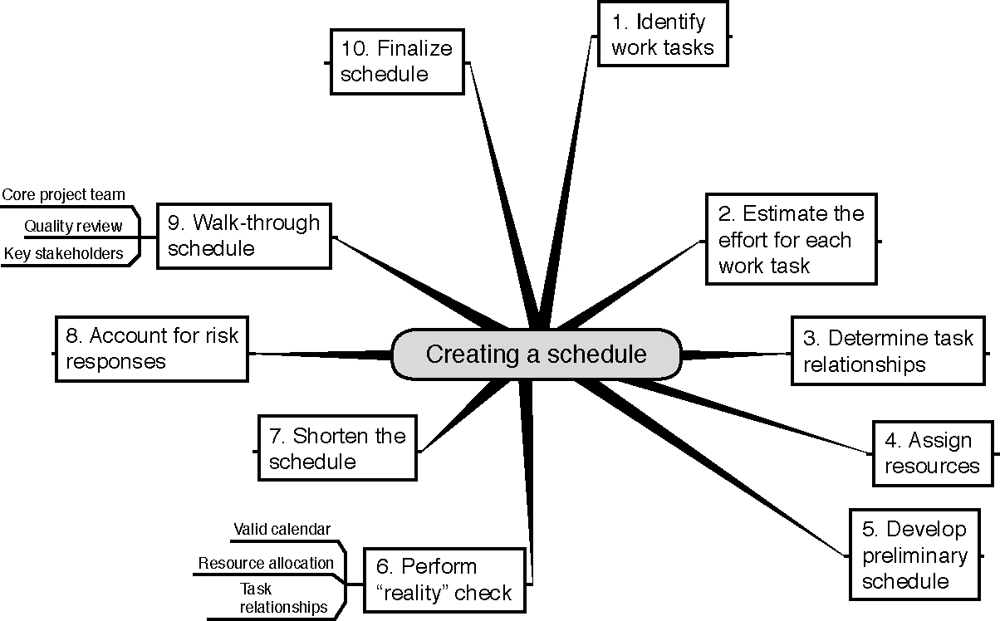 Creating a schedule
1. Identify
work tasks
2. Estimate the
effort for each
work task
3. Determine task
relationships
4. Assign
resources
5. Develop
preliminary
schedule
6. Perform
“reality” check
Valid calendar
Resource allocation
Task
relationships
7. Shorten the
schedule
8. Account for risk
responses
9. Walk-through
schedule
Core project team
Quality review
Key stakeholders
10. Finalize
schedule